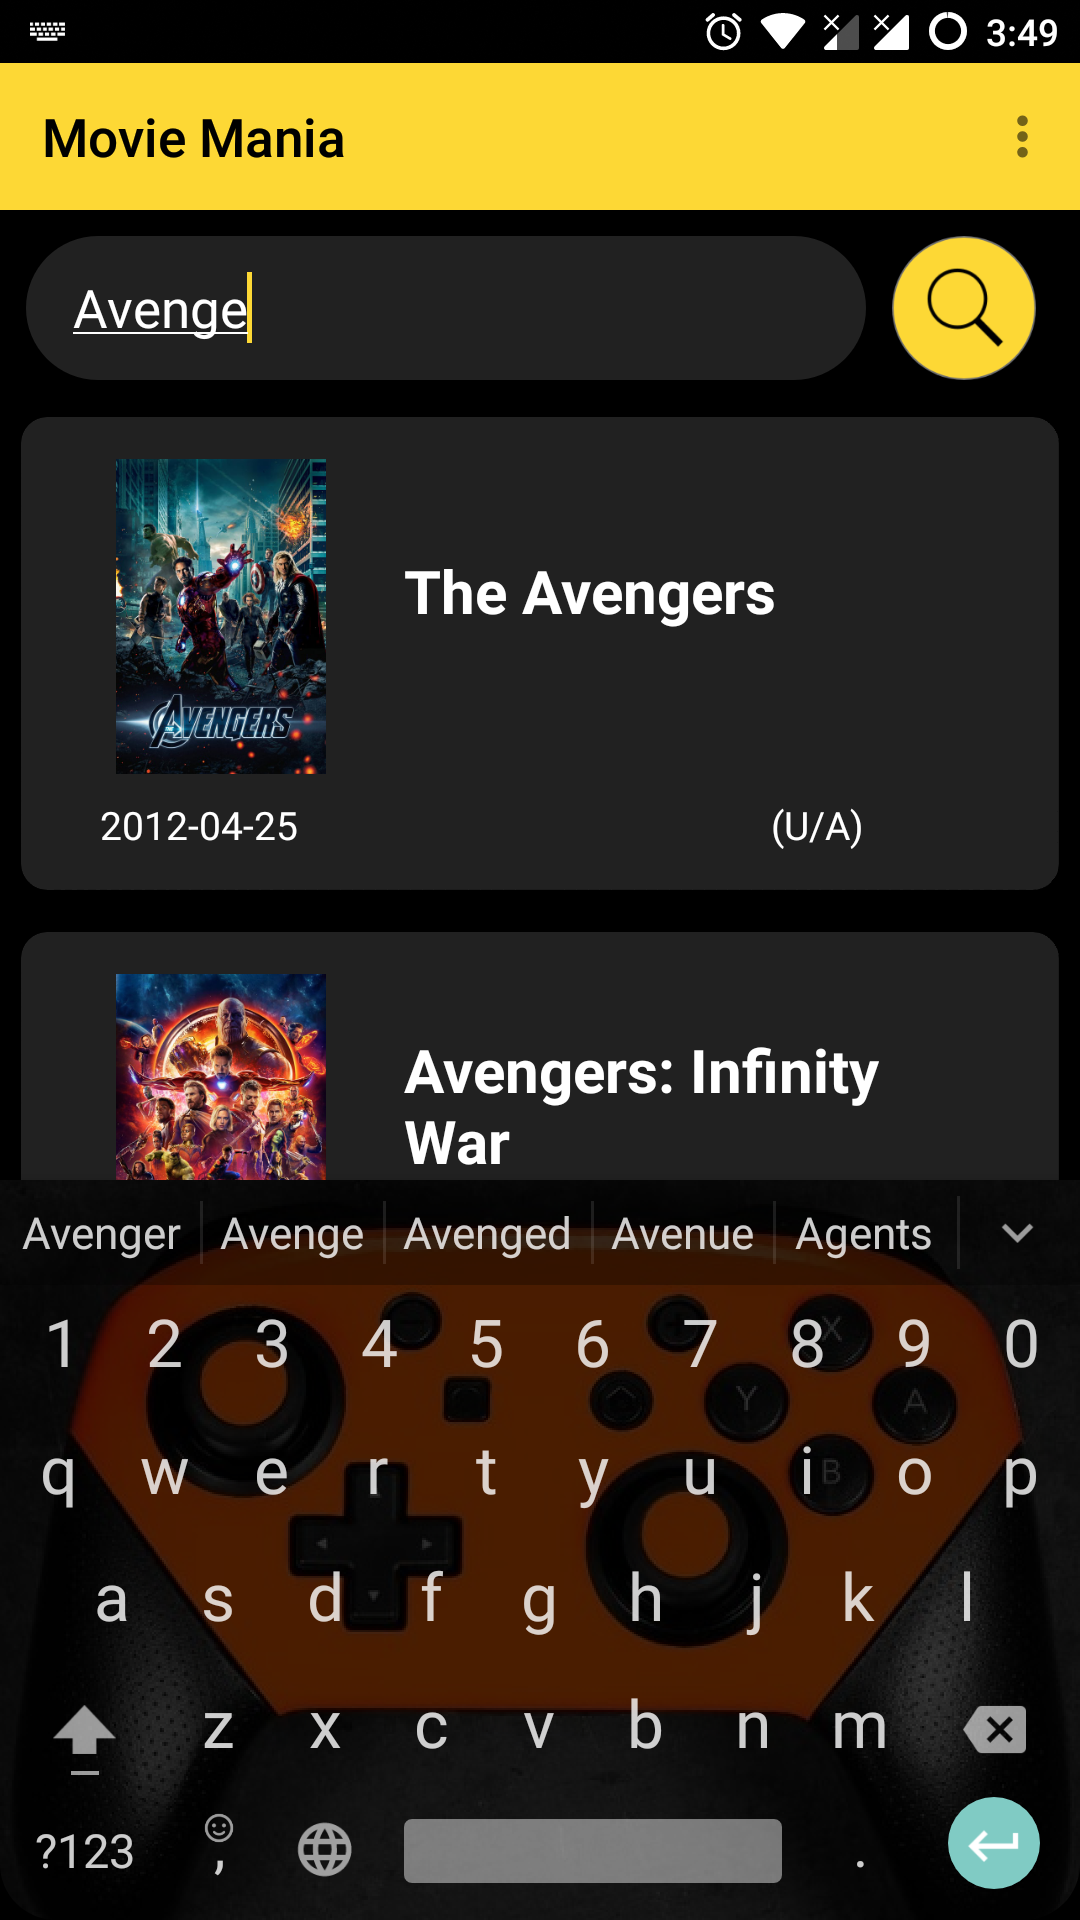 3:49
Movie Mania
Avenge
The Avengers
AVENGERS
2012-04-25
(U/A)
Avengers: Infinity
War
Avenger Avenge Avenged Avenue Agents
1 2 3 4 5 6 7 8 9 0
X
Y A
q w e r t y u i o p
B
a s d f g h j k l
z x c v b n m
?123 , .